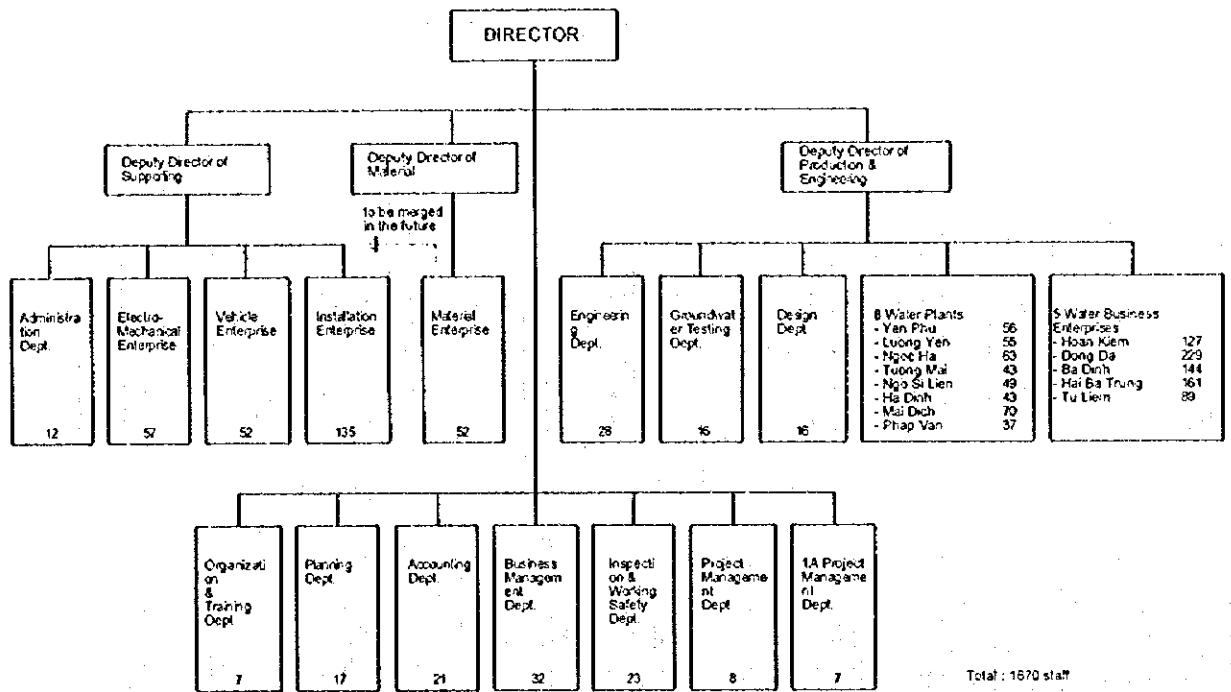 DIRECTOR
Deputy Director of
Supporting
Deputy Director of
Material
Deputy Director of
Production &
Engineering
to be merged
in the future
Administra
tion
Dept.
12
Electro-
Mechanical
Enterprise
57
Vehicle
Enterprise
52
Installation
Enterprise
135
Material
Enterprise
52
Engineerin
g
Dept.
28
Groundwat
er Testing
Dept.
16
Design
Dept
16
8 Water Plants
- Yen Phu 56
- Luong Yen 55
- Ngoc Ha 63
- Tuong Mai 43
- Ngo Si Lien 49
- Ha Dinh 43
- Mai Dich 70
- Phap Van 37
5 Water Business
Enterprises
- Hoan Kiem 127
- Dong Da 229
- Ba Dinh 144
- Hai Ba Trung 161
- Tu Liem 89
Organizati
on
&
Training
Dept
7
Planning
Dept.
17
Accounting
Dept.
21
Business
Managem
ent
Dept.
32
Inspecti
on &
Working
Safety
Dept.
23
Project
Manageme
nt
Dept
8
1A Project
Manageme
nt
Dept.
7
Total : 1670 staff